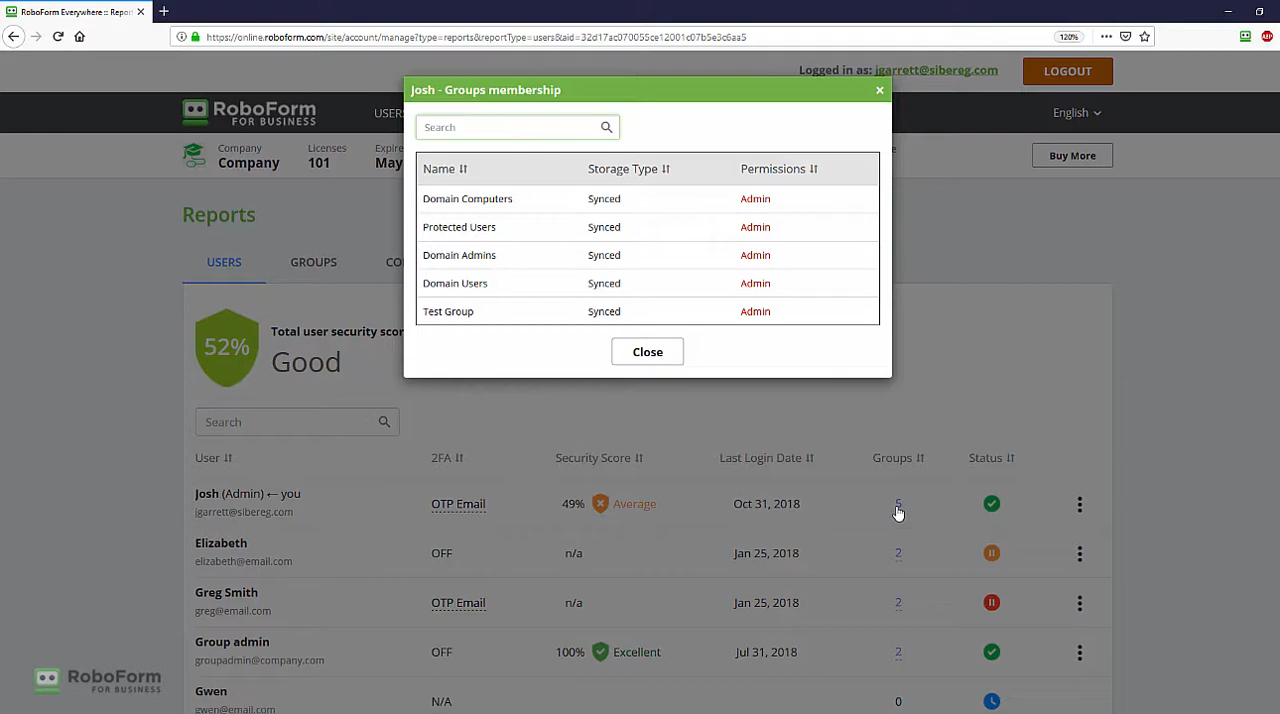 RoboForm Everywhere :: Repor
https://online.roboform.com/site/account/manage?type=reports&reportType=users&aid=32d17ac070055ce12001c07b5e3c6aa5
120%
Logged in as: jgarrett@sibereg.com
LOGOUT
RoboForm
FOR BUSINESS
USERS
English
Company
Company
Licenses
101
Expire
May
Buy More
Josh - Groups membership
Search
Name Storage Type Permissions
Domain Computers Synced Admin
Protected Users Synced Admin
Domain Admins Synced Admin
Domain Users Synced Admin
Test Group Synced Admin
Close
Reports
USERS GROUPS CO
52%
Total user security scor
Good
Search
User 2FA Security Score Last Login Date Groups Status
Josh (Admin) ← you
jgarrett@sibereg.com
OTP Email 49% Average Oct 31, 2018 5
Elizabeth
elizabeth@email.com
OFF n/a Jan 25, 2018 2
Greg Smith
greg@email.com
OTP Email n/a Jan 25, 2018 2
Group admin
groupadmin@company.com
OFF 100% Excellent Jul 31, 2018 2
Gwen
gwen@email.com
N/A 0
RoboForm
FOR BUSINESS